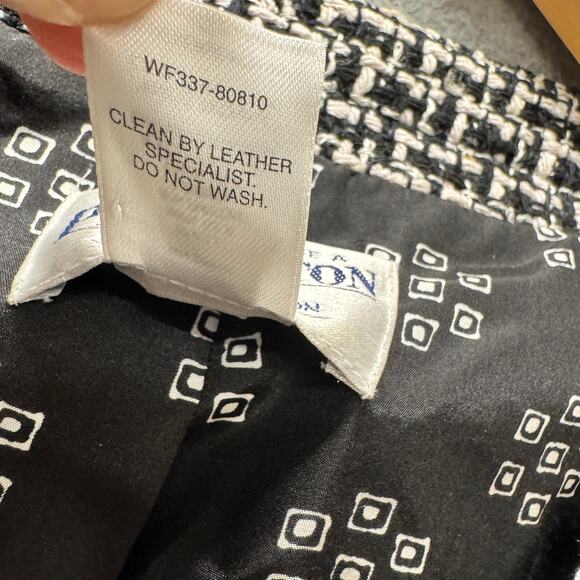 WF337-80810
CLEAN BY LEATHER
SPECIALIST.
DO NOT WASH.